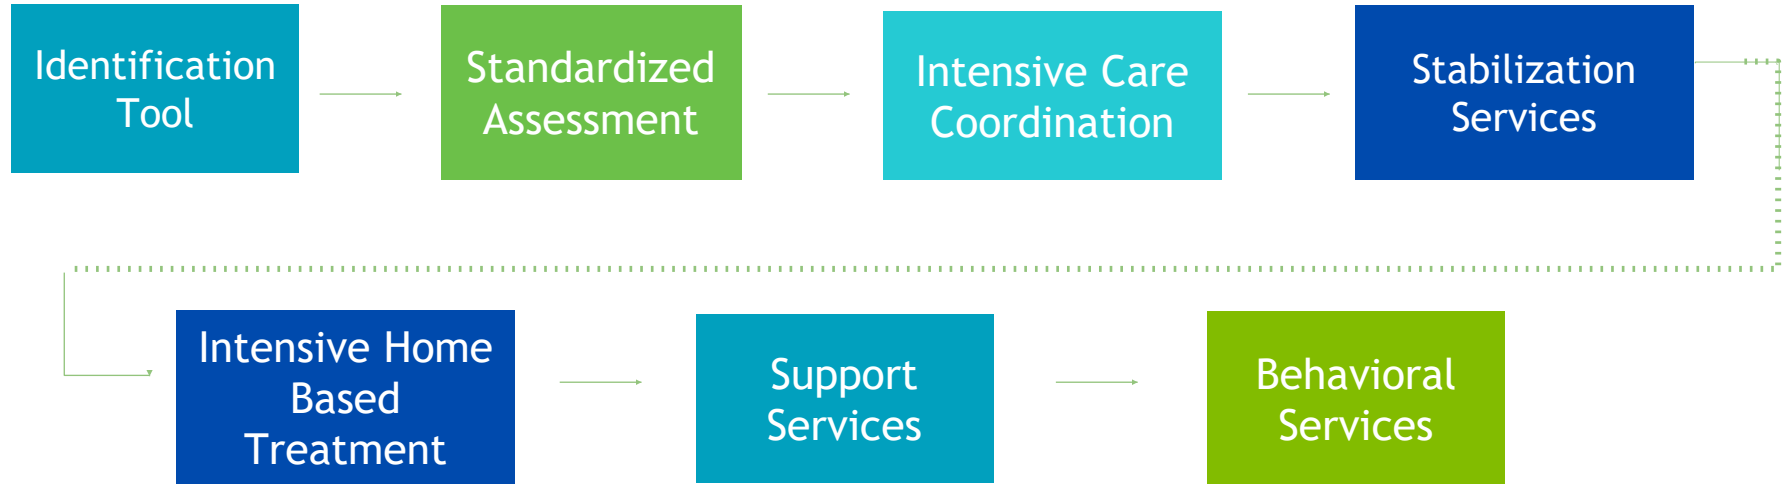 Identification
Tool
Standardized
Assessment
Intensive Care
Coordination
Stabilization
Services
Intensive Home
Based
Treatment
Support
Services
Behavioral
Services